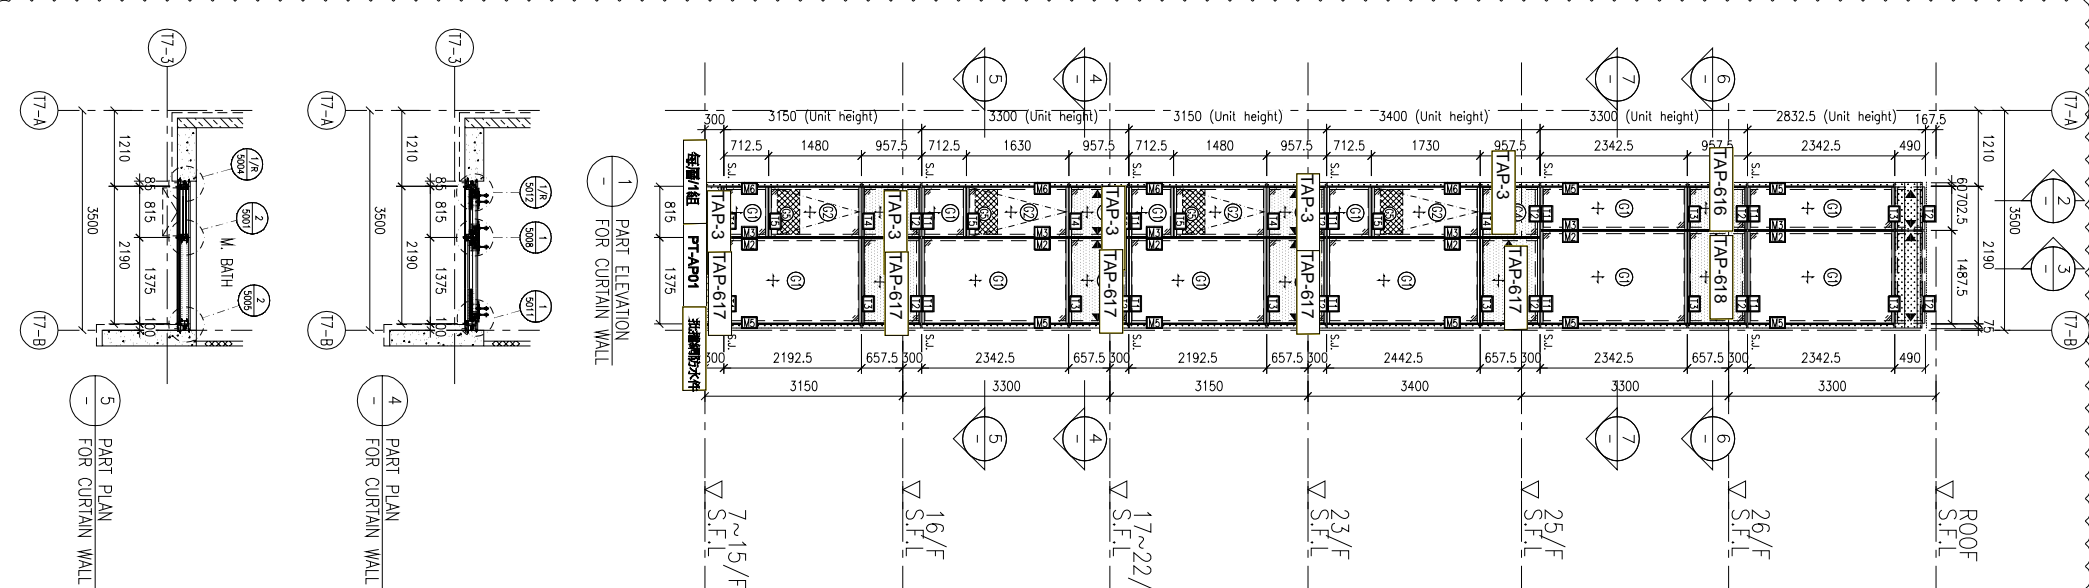 T7-3
T7-3
5
4
7
6
T7-A
T7-A
T7-A
3150 (Unit height)
3300 (Unit height)
3150 (Unit height)
3400 (Unit height)
3300 (Unit height)
2832.5 (Unit height)
300
167.5
712.5
1480
957.5
712.5
1630
957.5
712.5
1480
957.5
712.5
1730
957.5
2342.5
957.5
2342.5
490
1210
85
815
2190
1375
100
3500
1/R
5004
2
5001
2
5005
M. BATH
1210
85
815
2190
1375
100
3500
1/R
5012
1
5008
1
5011
T7-B
T7-B
T7-B
1
PART ELEVATION
FOR CURTAIN WALL
815
1375
每層/1組
PT-AP01
TAP-3
TAP-617
TAP-3
TAP-617
TAP-3
TAP-617
TAP-3
TAP-617
TAP-3
TAP-617
TAP-616
TAP-618
1210
60
702.5
3500
2190
1487.5
75
2
3
300
2192.5
657.5
300
2342.5
657.5
300
2192.5
657.5
300
2442.5
657.5
300
2342.5
657.5
300
2342.5
490
3150
3300
3150
3400
3300
3300
5
4
7
6
5
PART PLAN
FOR CURTAIN WALL
4
PART PLAN
FOR CURTAIN WALL
7~15/F
S.F.L
16/F
S.F.L
17~22/
S.F.L
23/F
S.F.L
25/F
S.F.L
26/F
S.F.L
ROOF
S.F.L